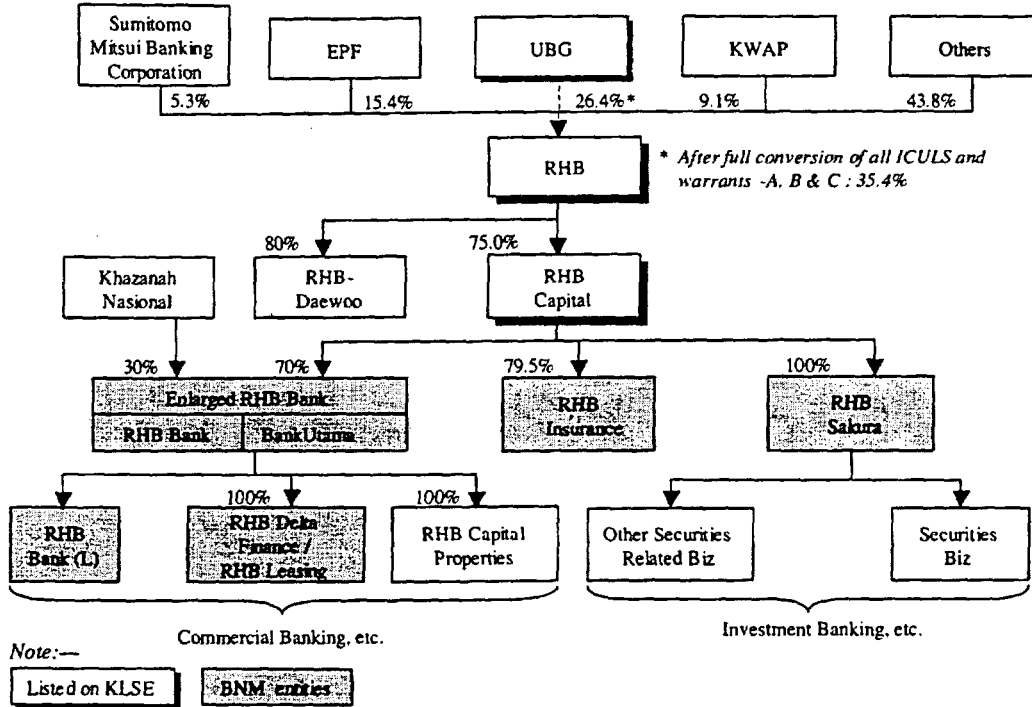 Sumitomo
Mitsui Banking
Corporation
EPF
UBG
KWAP
Others
5.3%
15.4%
26.4%*
9.1%
43.8%
RHB
* After full conversion of all ICULS and
warrants -A, B & C : 35.4%
80%
75.0%
Khazanah
Nasional
RHB-
Daewoo
RHB
Capital
30%
70%
79.5%
100%
Enlarged RHB Bank
RHB Bank
BankUtama
RHB
Insurance
RHB
Sakura
100%
100%
RHB
Bank (L)
RHB Delta
Finance /
RHB Leasing
RHB Capital
Properties
Other Securities
Related Biz
Securities
Biz
Commercial Banking, etc.
Investment Banking, etc.
Note:—
Listed on KLSE
BNM entities